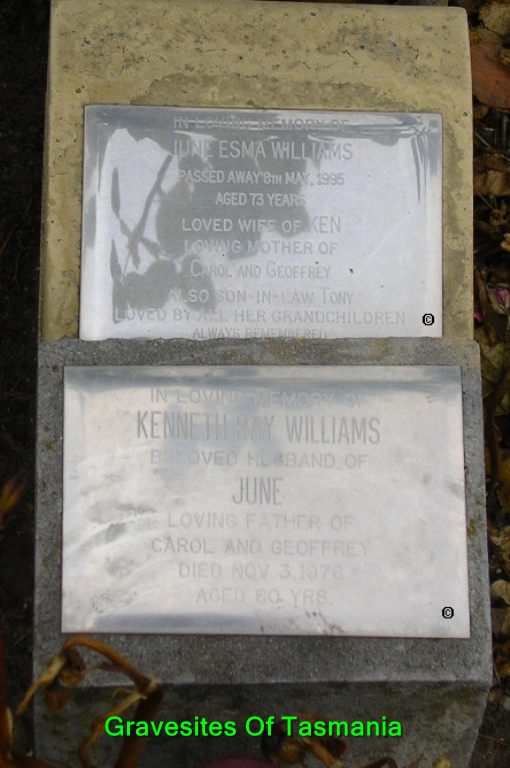 IN LOVING MEMORY OF
JUNE ESMA WILLIAMS
PASSED AWAY 8TH MAY, 1995
AGED 73 YEARS
LOVED WIFE OF KEN
LOVING MOTHER OF
CAROL AND GEOFFREY
ALSO SON-IN-LAW TONY
LOVED BY ALL HER GRANDCHILDREN
ALWAYS REMEMBERED
©
IN LOVING MEMORY OF
KENNETH RAY WILLIAMS
BELOVED HUSBAND OF
JUNE
LOVING FATHER OF
CAROL AND GEOFFREY
DIED NOV. 3. 1976
AGED 60 YRS.
©
Gravesites Of Tasmania